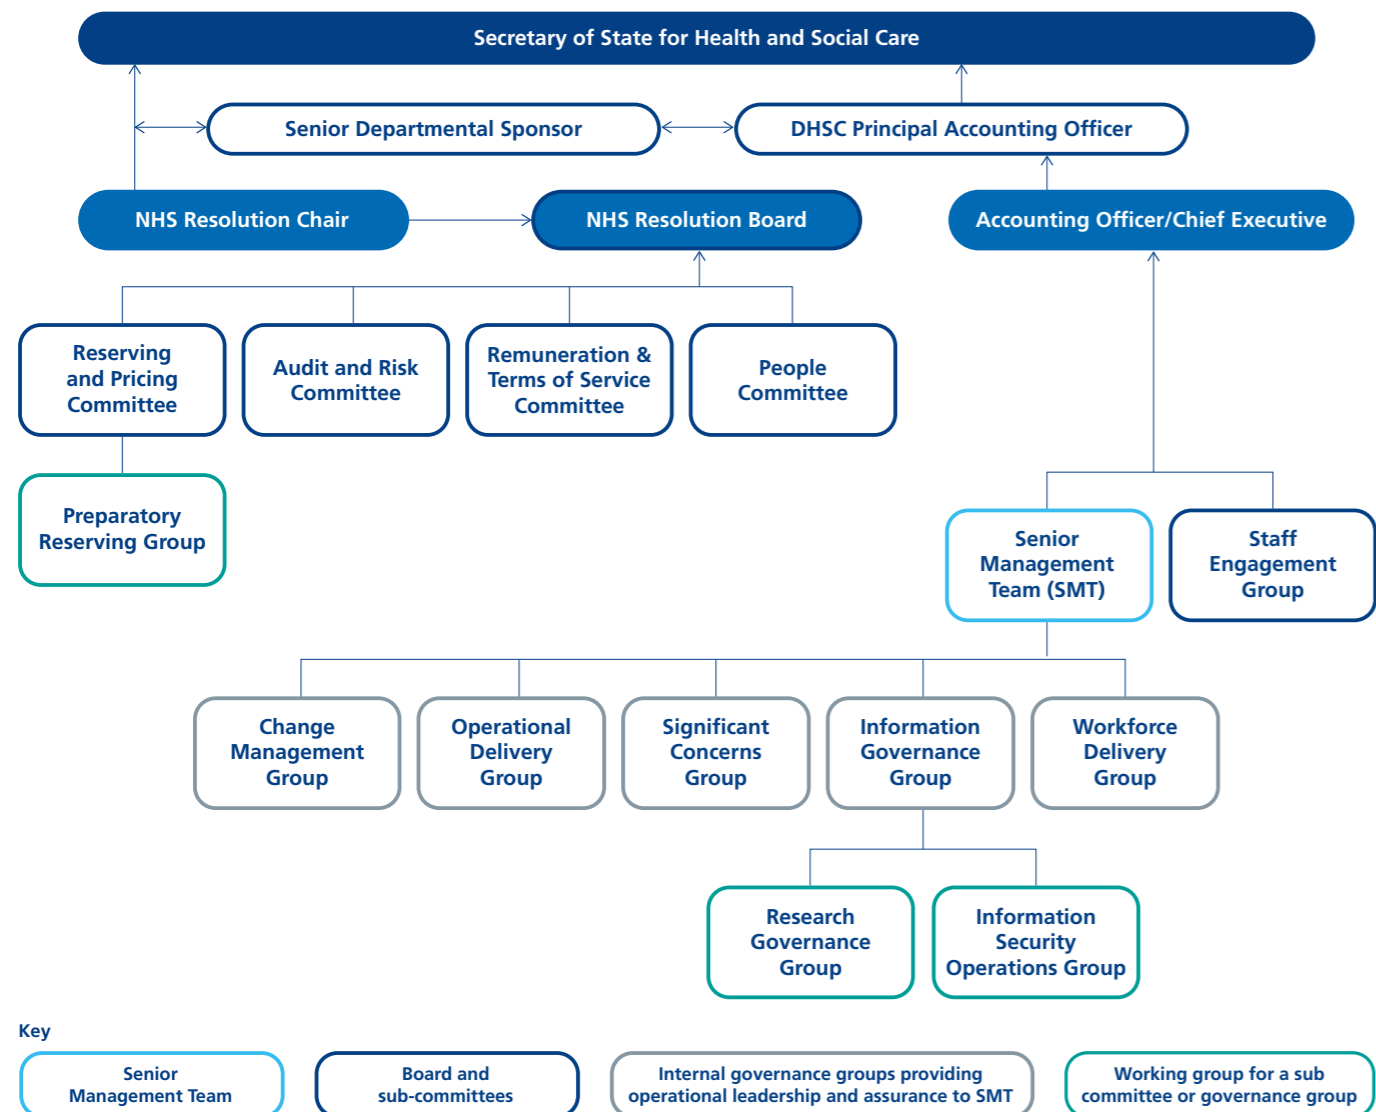 Secretary of State for Health and Social Care
Senior Departmental Sponsor
DHSC Principal Accounting Officer
NHS Resolution Chair
NHS Resolution Board
Accounting Officer/Chief Executive
Reserving
and Pricing
Committee
Audit and Risk
Committee
Remuneration &
Terms of Service
Committee
People
Committee
Preparatory
Reserving Group
Senior
Management
Team (SMT)
Staff
Engagement
Group
Change
Management
Group
Operational
Delivery
Group
Significant
Concerns
Group
Information
Governance
Group
Workforce
Delivery
Group
Research
Governance
Group
Information
Security
Operations Group
Key
Senior
Management Team
Board and
sub-committees
Internal governance groups providing
operational leadership and assurance to SMT
Working group for a sub
committee or governance group